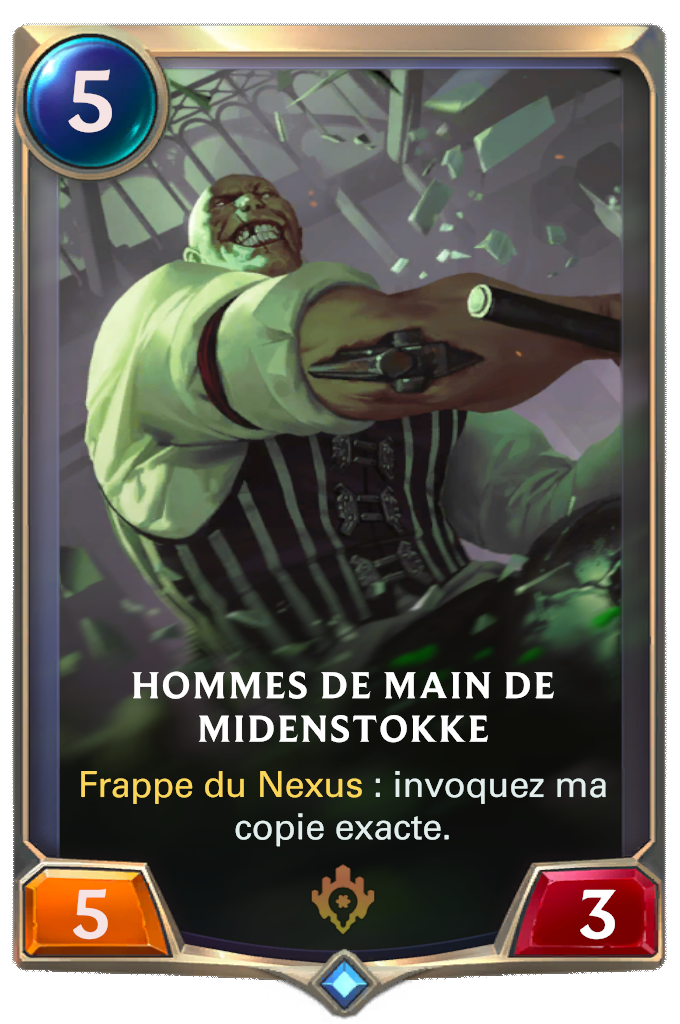 5
HOMMES DE MAIN DE
MIDENSTOKKE
Frappe du Nexus : invoquez ma
copie exacte.
5
3